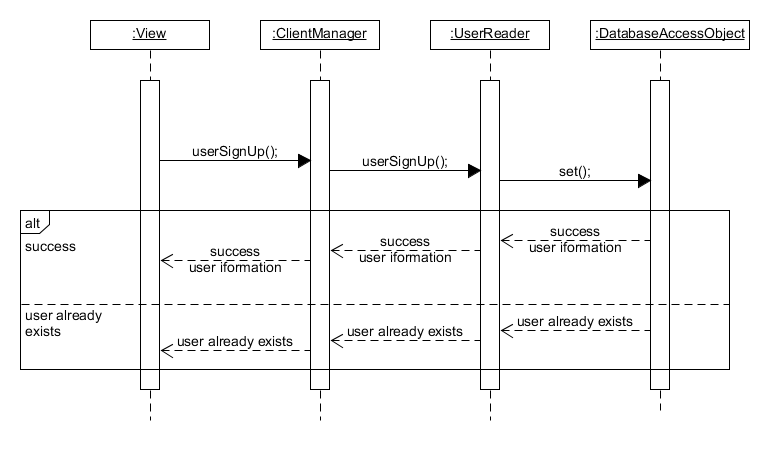 :View
:ClientManager
:UserReader
:DatabaseAccessObject
userSignUp();
userSignUp();
set();
alt
success
success
user iformation
success
user iformation
success
user iformation
user already
exists
user already exists
user already exists
user already exists